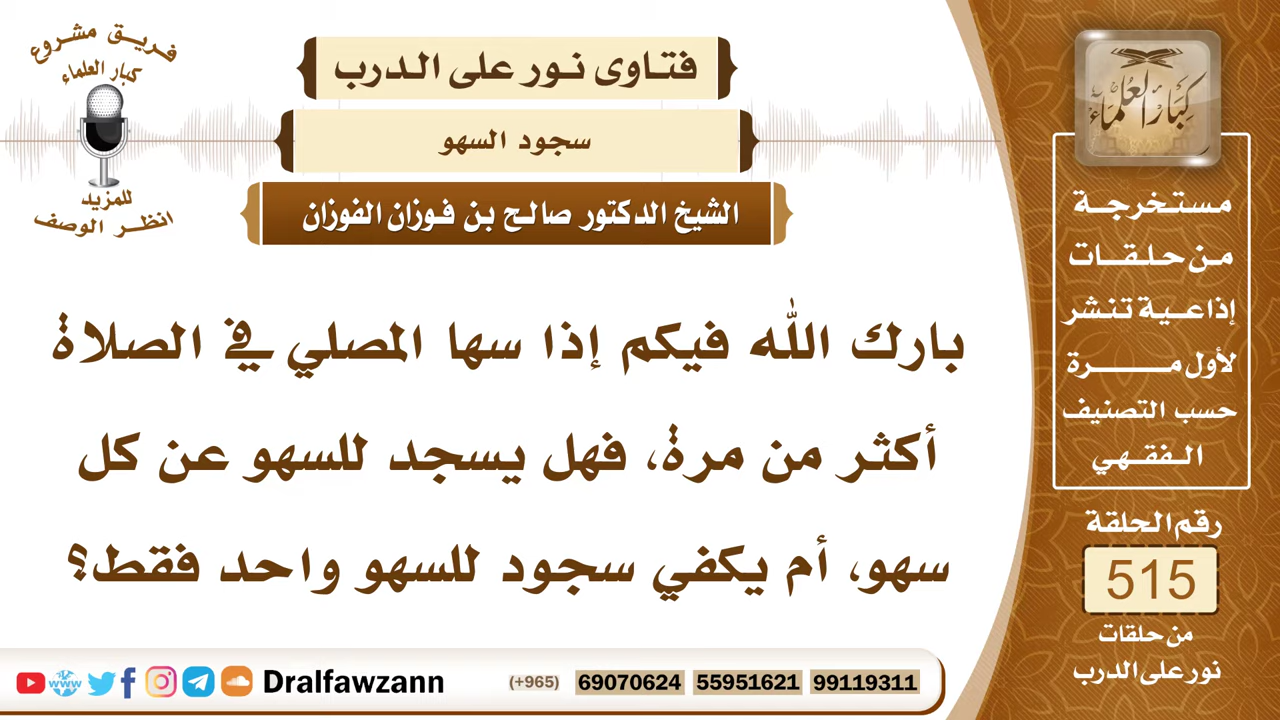 فريق مشروع
كبار العلماء
للمزيد
انظر الوصف
فتاوى نور على الدرب
سجود السهو
الشيخ الدكتور صالح بن فوزان الفوزان
بارك الله فيكم إذا سها المصلي في الصلاة
أكثر من مرة، فهل يسجد للسهو عن كل
سهو، أم يكفي سجود للسهو واحد فقط؟
كبار العلماء
مستخرجة
من حلقات
إذاعية تنشر
لأول مرة
حسب التصنيف
الفقهي
رقم الحلقة
515
من حلقات
نور على الدرب
www Dralfawzann (+965) 69070624 55951621 99119311